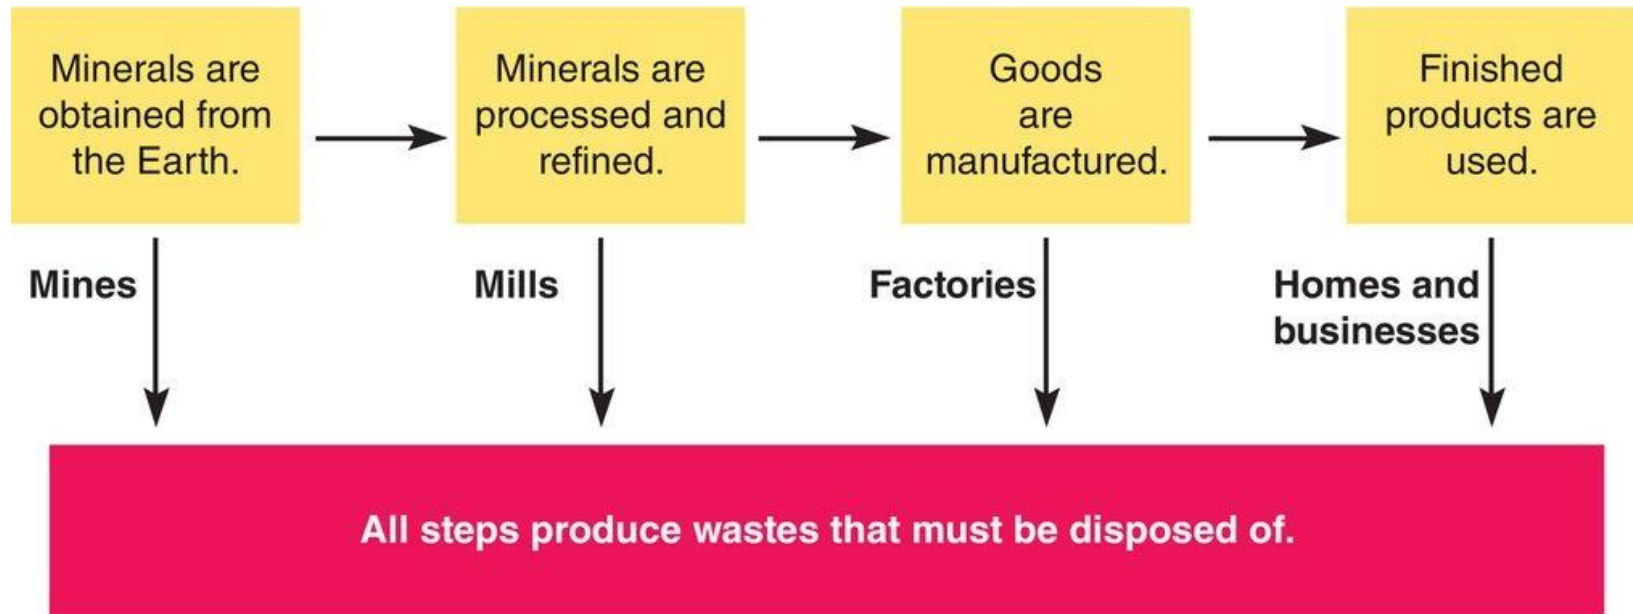 Minerals are
obtained from
the Earth.
Minerals are
processed and
refined.
Goods
are
manufactured.
Finished
products are
used.
Mines
Mills
Factories
Homes and
businesses
All steps produce wastes that must be disposed of.